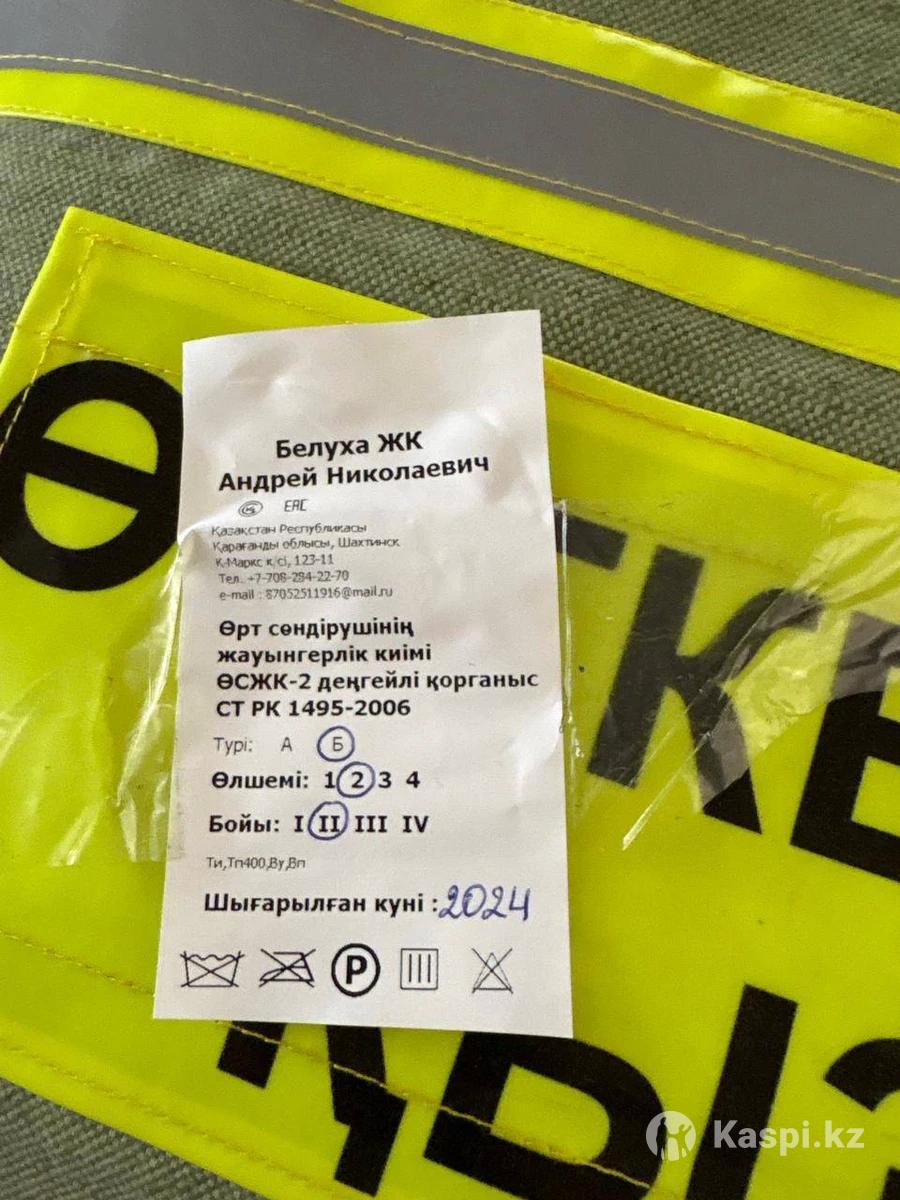 Белуха ЖК
Андрей Николаевич
ЕАС
Қазақстан Республикасы
Қарағанды облысы, Шахтинск
К.Маркс к/сі, 123-11
Тел. +7-708-284-22-70
e-mail : 87052511916@mail.ru
Өрт сөндірушінің
жауынгерлік киімі
ӨСЖК-2 деңгейлі қорғаныс
СТ РК 1495-2006
Түрі: А Б
Өлшемі: 1 2 3 4
Бойы: I II III IV
Ти,Тп400,Ву,Вп
Шығарылған күні : 2024
P
Kaspi.kz